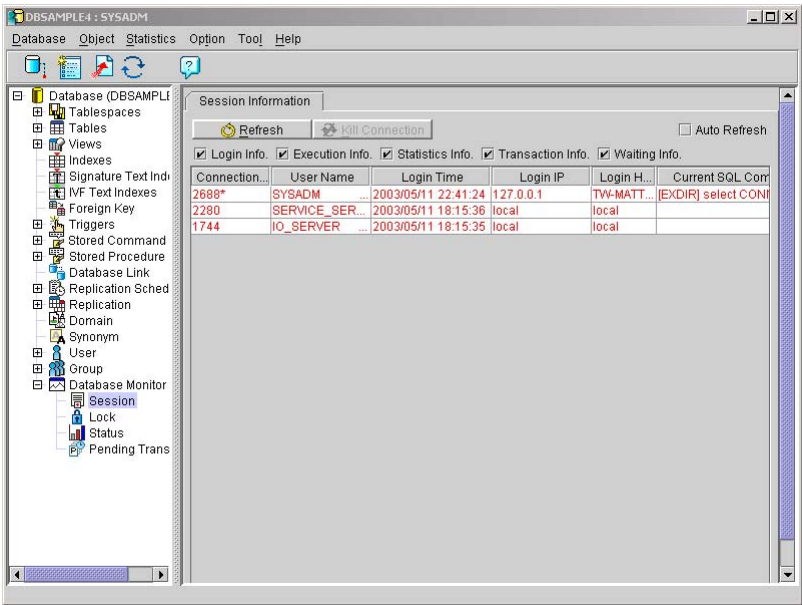 DBSAMPLE4 : SYSADM
Database Object Statistics Option Tool Help
Database (DBSAMPLE
Tablespaces
Tables
Views
Indexes
Signature Text Inde
IVF Text Indexes
Foreign Key
Triggers
Stored Command
Stored Procedure
Database Link
Replication Sched
Replication
Domain
Synonym
User
Group
Database Monitor
Session
Lock
Status
Pending Trans
Session Information
Refresh Kill Connection Auto Refresh
Login Info. Execution Info. Statistics Info. Transaction Info. Waiting Info.
Connection... User Name Login Time Login IP Login H... Current SQL Com
2688* SYSADM ... 2003/05/11 22:41:24 127.0.0.1 TW-MATT... [EXDIR] select CON
2280 SERVICE_SER... 2003/05/11 18:15:36 local local
1744 IO_SERVER ... 2003/05/11 18:15:35 local local